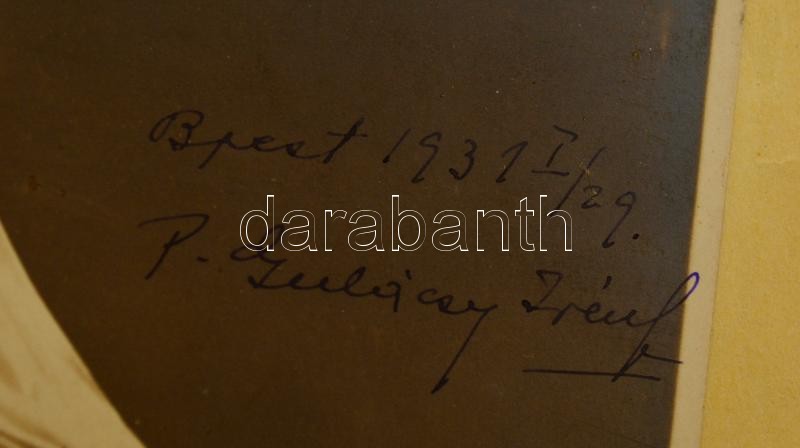 Bpest 1931 I/29.
darabanth
P. Gulácsy Irén